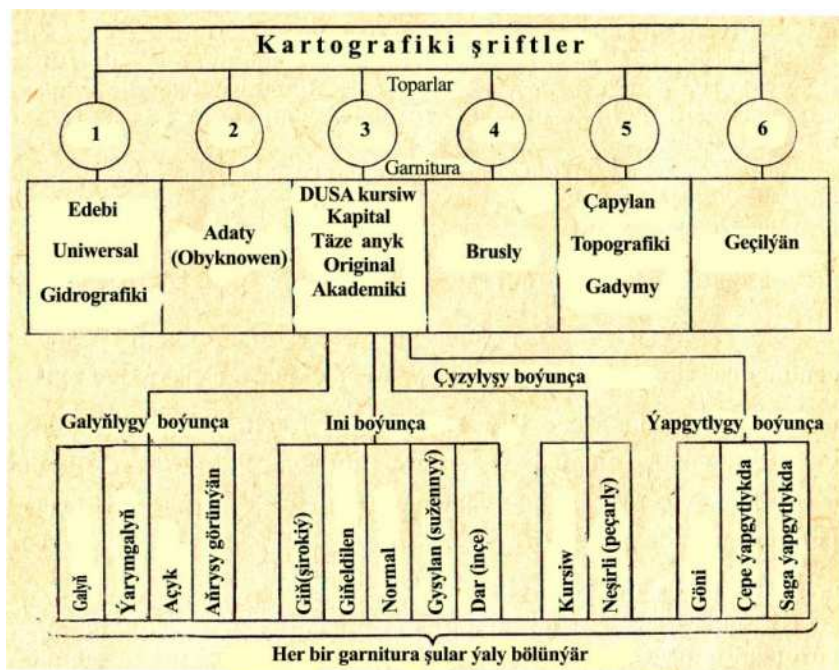 Kartografiki şriftler
Toparlar
1
2
3
4
5
6
Garnitura
Edebi
Uniwersal
Gidrografiki
Adaty
(Obyknowen)
DUSA kursiw
Kapital
Täze anyk
Original
Akademiki
Brusly
Çapylan
Topografiki
Gadymy
Geçilýän
Galyňlygy boýunça
Ini boýunça
Çyzylyşy boýunça
Ýapgytlygy boýunça
Galyň
Ýarymgalyň
Açyk
Aňrysy görünýän
Giň(şirokiý)
Giňeldilen
Normal
Gysylan (sužennyý)
Dar (inçe)
Kursiw
Neşirli (peçarly)
Göni
Çepe ýapgytlykda
Saga ýapgytlykda
Her bir garnitura şular ýaly bölünýär